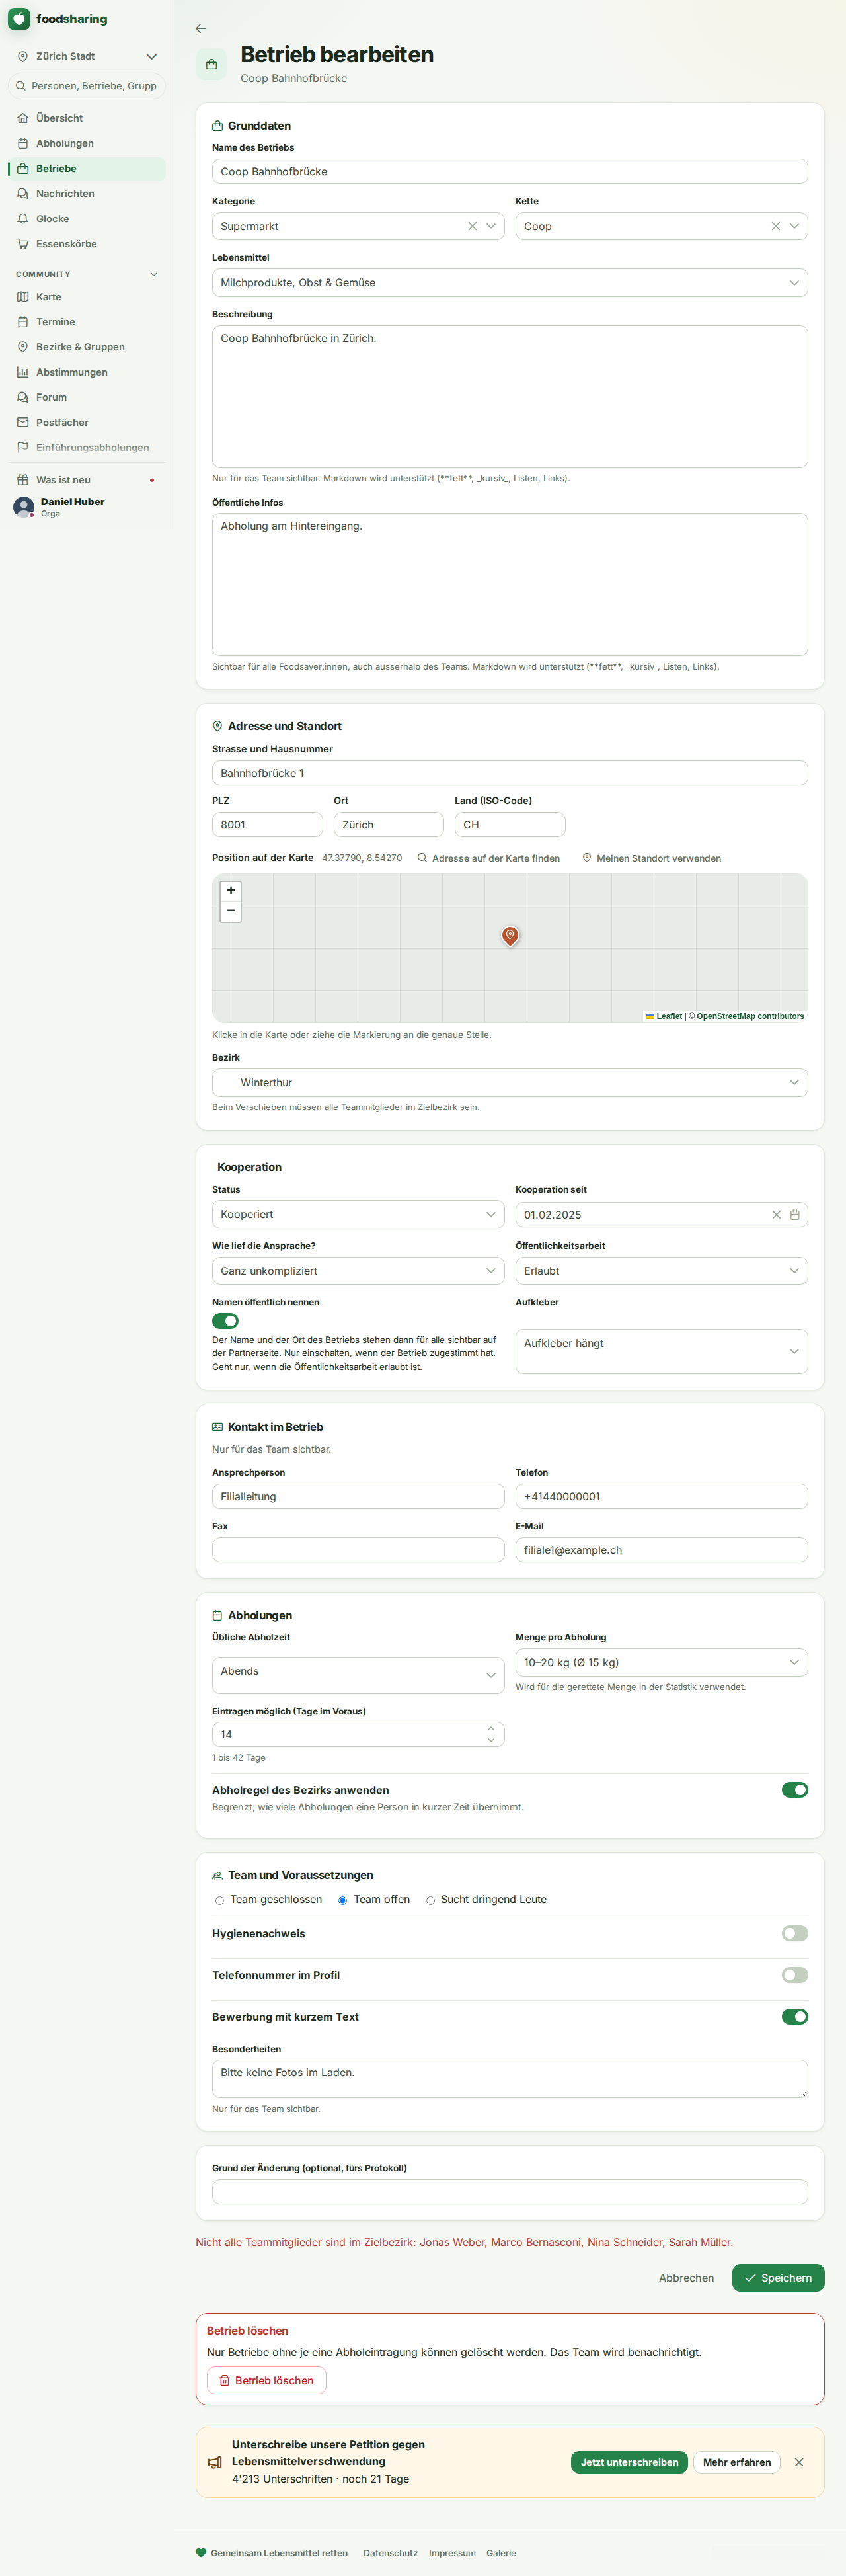 foodsharing
Zürich Stadt
Personen, Betriebe, Grupp
Übersicht
Abholungen
Betriebe
Nachrichten
Glocke
Essenskörbe
COMMUNITY
Karte
Termine
Bezirke & Gruppen
Abstimmungen
Forum
Postfächer
Einführungsabholungen
Was ist neu
Daniel Huber
Orga
Betrieb bearbeiten
Coop Bahnhofbrücke
Grunddaten
Name des Betriebs
Coop Bahnhofbrücke
Kategorie
Kette
Supermarkt
Coop
Lebensmittel
Milchprodukte, Obst & Gemüse
Beschreibung
Coop Bahnhofbrücke in Zürich.
Nur für das Team sichtbar. Markdown wird unterstützt (**fett**, _kursiv_, Listen, Links).
Öffentliche Infos
Abholung am Hintereingang.
Sichtbar für alle Foodsaver:innen, auch ausserhalb des Teams. Markdown wird unterstützt (**fett**, _kursiv_, Listen, Links).
Adresse und Standort
Strasse und Hausnummer
Bahnhofbrücke 1
PLZ
Ort
Land (ISO-Code)
8001
Zürich
CH
Position auf der Karte 47.37790, 8.54270 Adresse auf der Karte finden Meinen Standort verwenden
+
−
Leaflet | © OpenStreetMap contributors
Klicke in die Karte oder ziehe die Markierung an die genaue Stelle.
Bezirk
Winterthur
Beim Verschieben müssen alle Teammitglieder im Zielbezirk sein.
Kooperation
Status
Kooperation seit
Kooperiert
01.02.2025
Wie lief die Ansprache?
Öffentlichkeitsarbeit
Ganz unkompliziert
Erlaubt
Namen öffentlich nennen
Aufkleber
Der Name und der Ort des Betriebs stehen dann für alle sichtbar auf
der Partnerseite. Nur einschalten, wenn der Betrieb zugestimmt hat.
Geht nur, wenn die Öffentlichkeitsarbeit erlaubt ist.
Aufkleber hängt
Kontakt im Betrieb
Nur für das Team sichtbar.
Ansprechperson
Telefon
Filialleitung
+41440000001
Fax
E-Mail
filiale1@example.ch
Abholungen
Übliche Abholzeit
Menge pro Abholung
Abends
10–20 kg (Ø 15 kg)
Wird für die gerettete Menge in der Statistik verwendet.
Eintragen möglich (Tage im Voraus)
14
1 bis 42 Tage
Abholregel des Bezirks anwenden
Begrenzt, wie viele Abholungen eine Person in kurzer Zeit übernimmt.
Team und Voraussetzungen
Team geschlossen Team offen Sucht dringend Leute
Hygienenachweis
Telefonnummer im Profil
Bewerbung mit kurzem Text
Besonderheiten
Bitte keine Fotos im Laden.
Nur für das Team sichtbar.
Grund der Änderung (optional, fürs Protokoll)
Nicht alle Teammitglieder sind im Zielbezirk: Jonas Weber, Marco Bernasconi, Nina Schneider, Sarah Müller.
Abbrechen
Speichern
Betrieb löschen
Nur Betriebe ohne je eine Abholeintragung können gelöscht werden. Das Team wird benachrichtigt.
Betrieb löschen
Unterschreibe unsere Petition gegen
Lebensmittelverschwendung
4'213 Unterschriften · noch 21 Tage
Jetzt unterschreiben
Mehr erfahren
Gemeinsam Lebensmittel retten Datenschutz Impressum Galerie